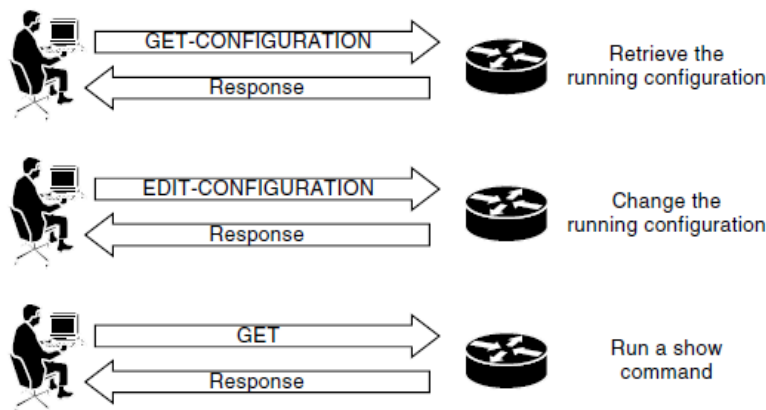 GET-CONFIGURATION
Response
Retrieve the
running configuration
EDIT-CONFIGURATION
Response
Change the
running configuration
GET
Response
Run a show
command